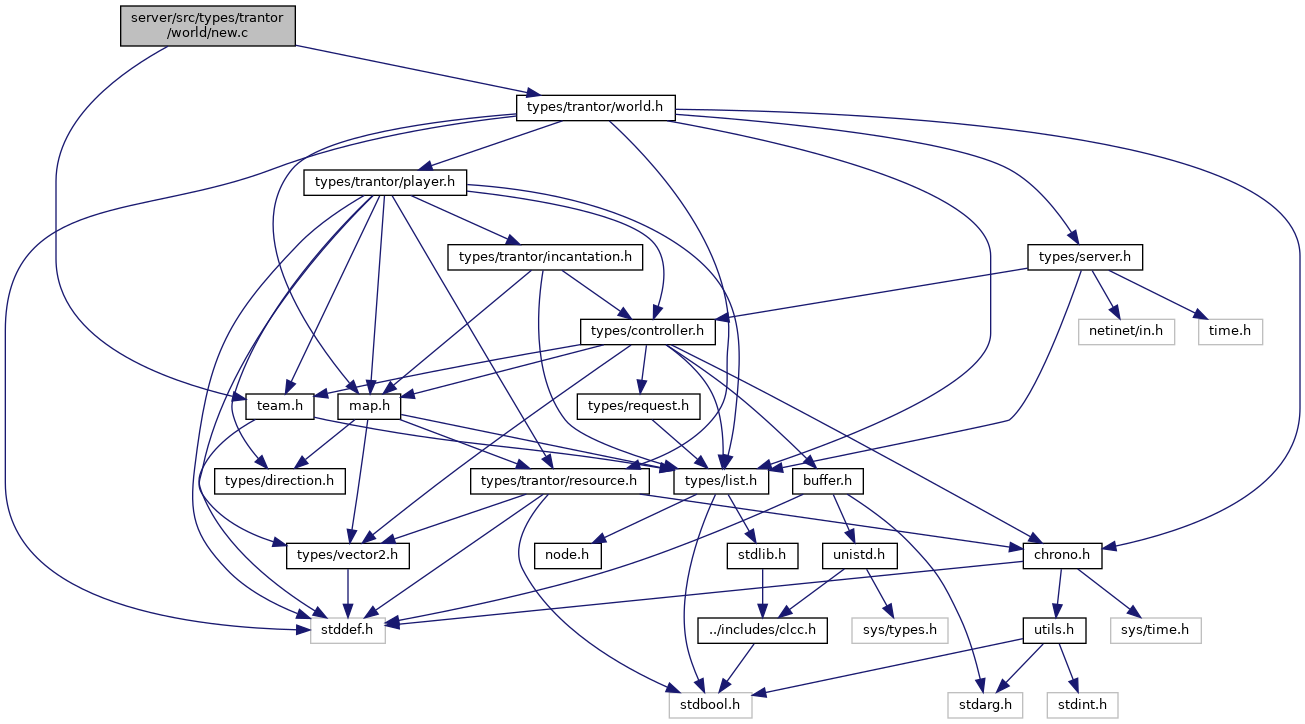 server/src/types/trantor
/world/new.c
types/trantor/world.h
types/trantor/player.h
types/trantor/incantation.h
types/server.h
types/controller.h
netinet/in.h
time.h
team.h
map.h
types/request.h
types/direction.h
types/trantor/resource.h
types/list.h
buffer.h
types/vector2.h
node.h
stdlib.h
unistd.h
chrono.h
stddef.h
../includes/clcc.h
sys/types.h
utils.h
sys/time.h
stdbool.h
stdarg.h
stdint.h